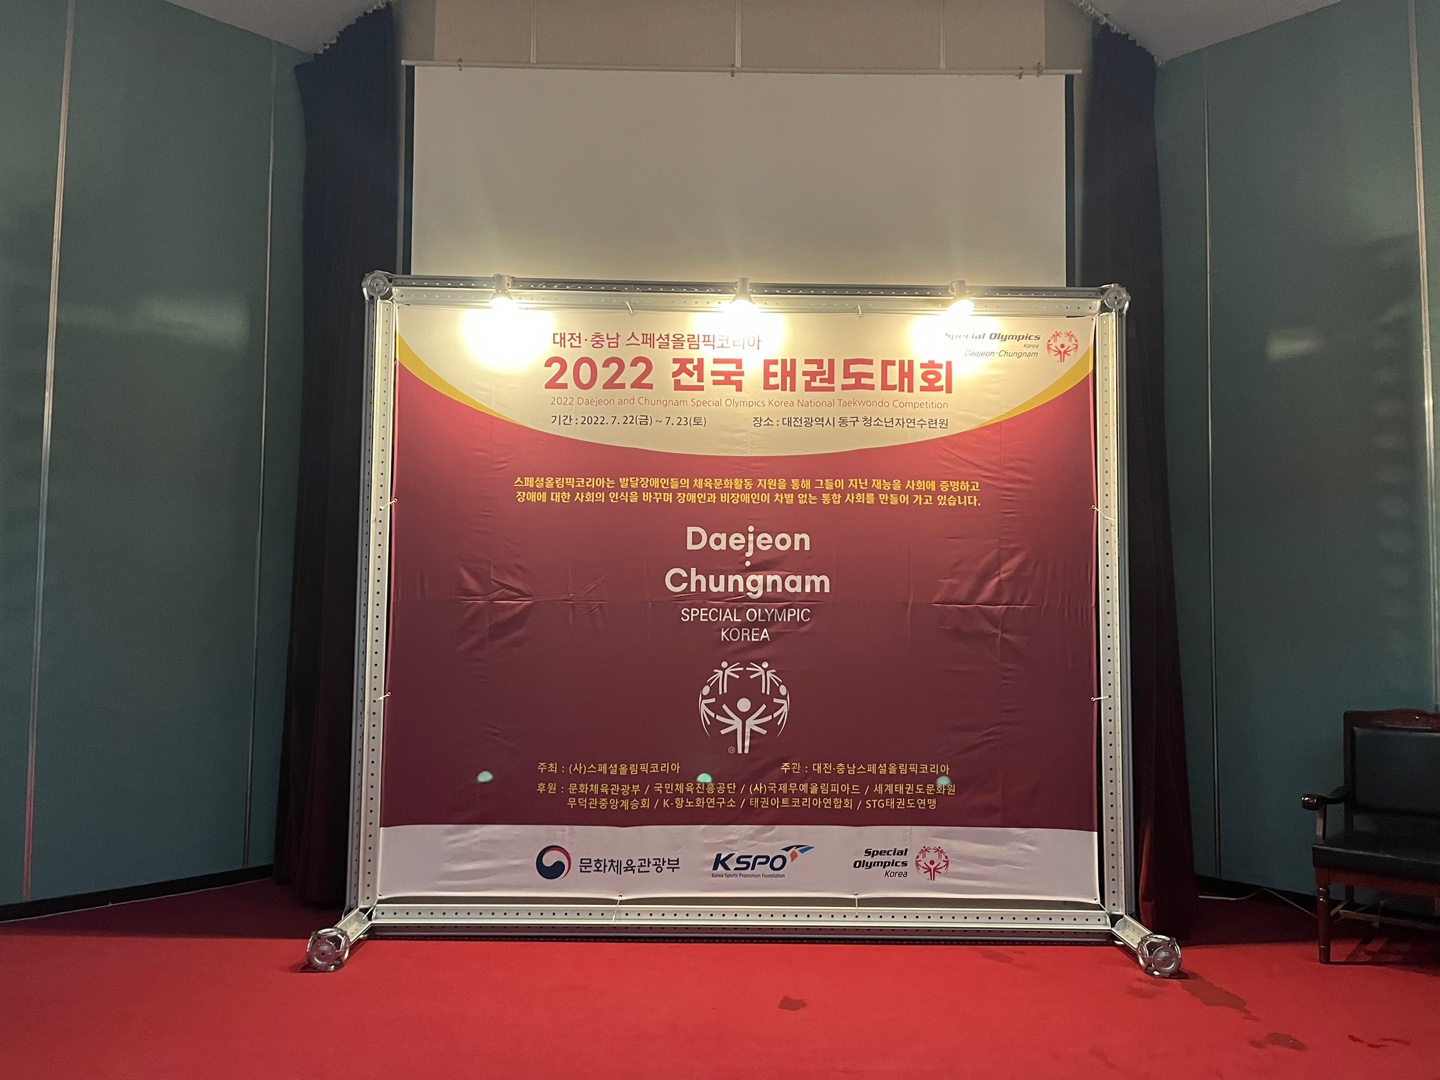 대전·충남 스페셜올림픽코리아
Special Olympics
Korea
Daejeon·Chungnam
2022 전국 태권도대회
2022 Daejeon and Chungnam Special Olympics Korea National Taekwondo Competition
기간 : 2022. 7. 22(금) ~ 7. 23(토)
장소 : 대전광역시 동구 청소년자연수련원
스페셜올림픽코리아는 발달장애인들의 체육문화활동 지원을 통해 그들이 지닌 재능을 사회에 증명하고
장애에 대한 사회의 인식을 바꾸며 장애인과 비장애인이 차별 없는 통합 사회를 만들어 가고 있습니다.
Daejeon
·
Chungnam
SPECIAL OLYMPIC
KOREA
®
주최 : (사)스페셜올림픽코리아
주관 : 대전·충남스페셜올림픽코리아
후원 : 문화체육관광부 / 국민체육진흥공단 / (사)국제무예올림피아드 / 세계태권도문화원
무덕관중앙계승회 / K-항노화연구소 / 태권아트코리아연합회 / STG태권도연맹
문화체육관광부
KSPO
Korea Sports Promotion Foundation
Special
Olympics
Korea